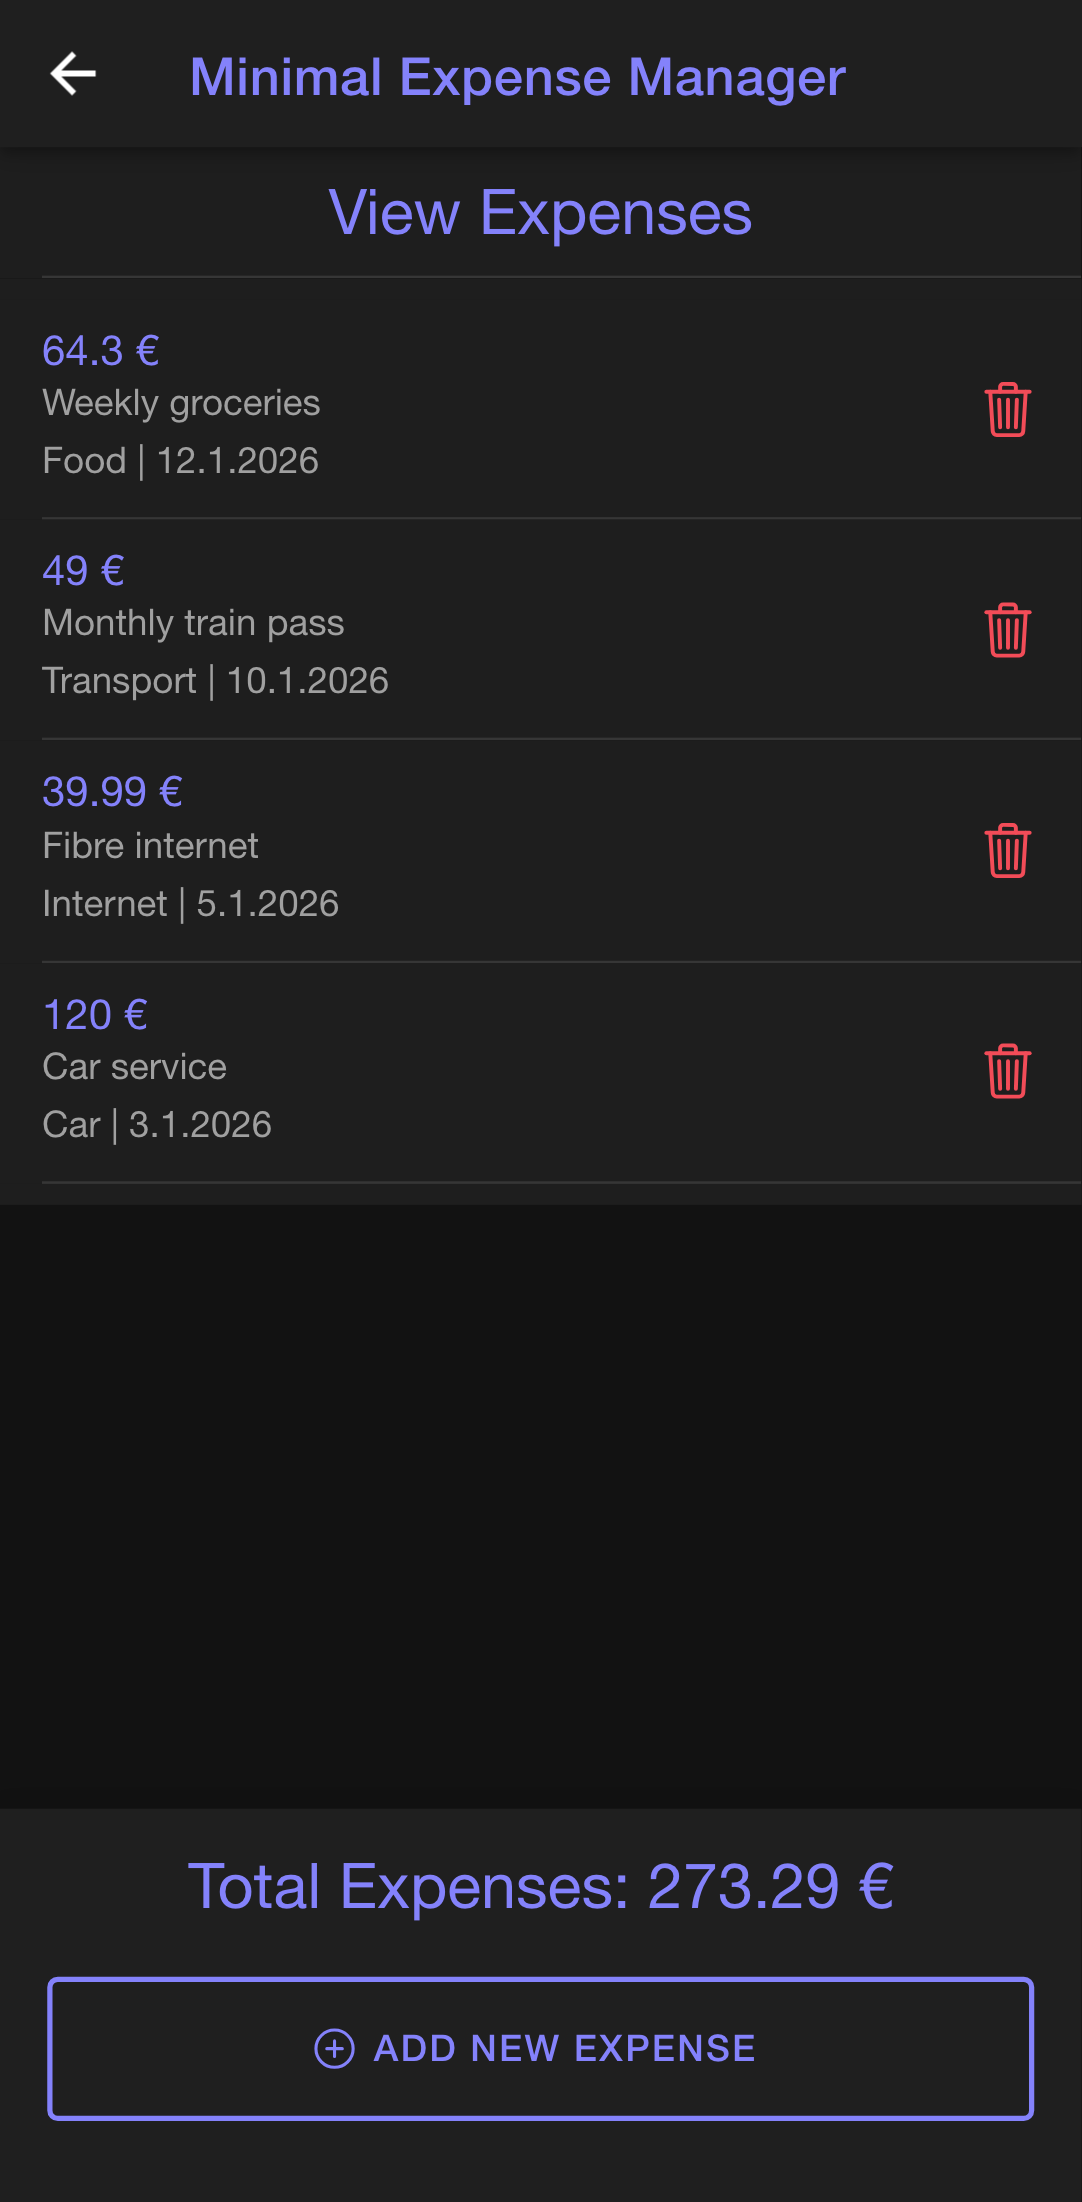 Minimal Expense Manager
View Expenses
64.3 €
Weekly groceries
Food | 12.1.2026
49 €
Monthly train pass
Transport | 10.1.2026
39.99 €
Fibre internet
Internet | 5.1.2026
120 €
Car service
Car | 3.1.2026
Total Expenses: 273.29 €
ADD NEW EXPENSE